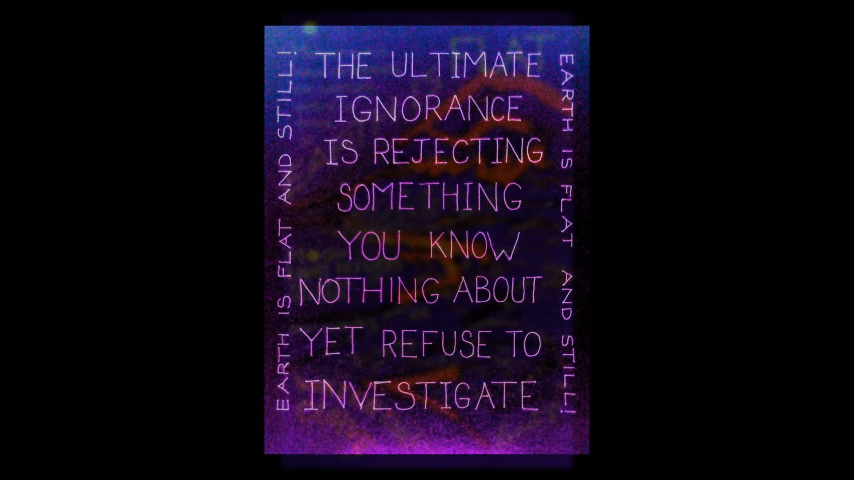 EARTH IS FLAT AND STILL!
THE ULTIMATE
IGNORANCE
IS REJECTING
SOMETHING
YOU KNOW
NOTHING ABOUT
YET REFUSE TO
INVESTIGATE
EARTH IS FLAT AND STILL!